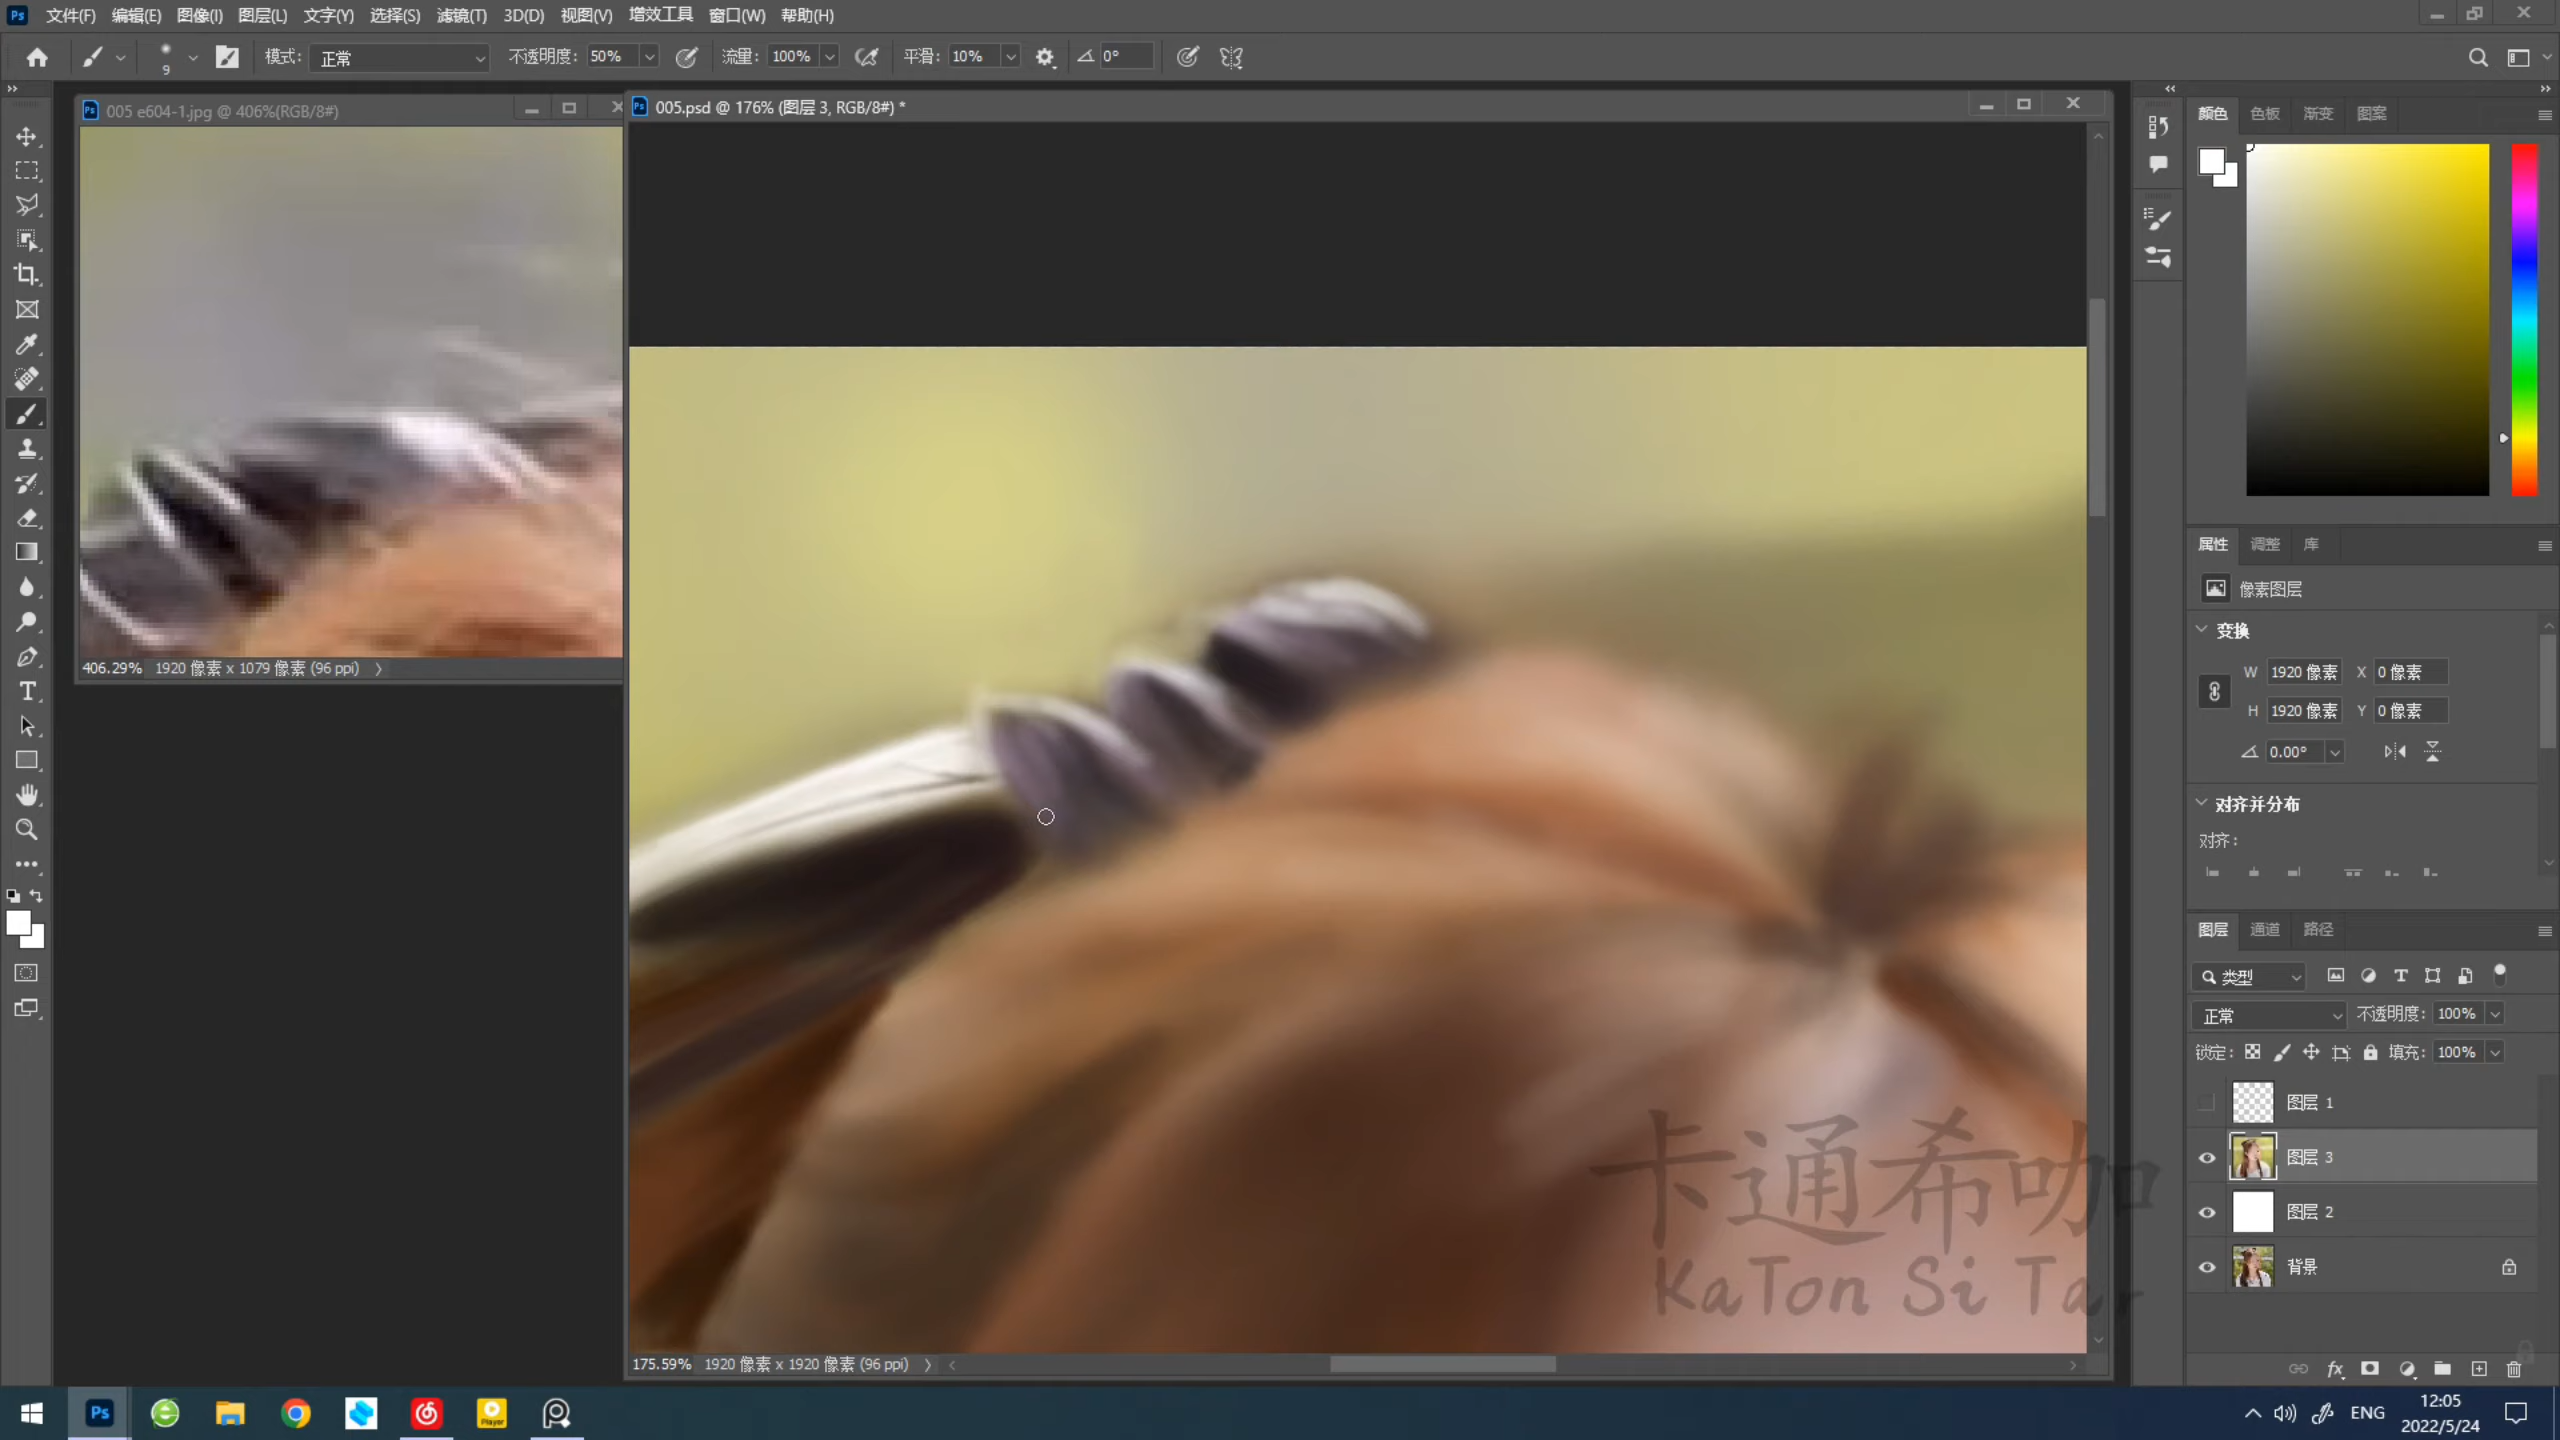 Ps 文件(F) 编辑(E) 图像(I) 图层(L) 文字(Y) 选择(S) 滤镜(T) 3D(D) 视图(V) 增效工具 窗口(W) 帮助(H)
9 模式: 正常 不透明度: 50% 流量: 100% 平滑: 10% 0°
005 e604-1.jpg @ 406%(RGB/8#)
005.psd @ 176% (图层 3, RGB/8#) *
颜色 色板 渐变 图案
406.29% 1920 像素 x 1079 像素 (96 ppi)
属性 调整 库
像素图层
变换
W 1920 像素 X 0 像素
H 1920 像素 Y 0 像素
0.00°
对齐并分布
对齐:
图层 通道 路径
类型
正常 不透明度: 100%
锁定: 填充: 100%
图层 1
图层 3
图层 2
背景
卡通希咖
KaTon Si Tar
175.59% 1920 像素 x 1920 像素 (96 ppi)
Ps Player ENG 12:05
2022/5/24